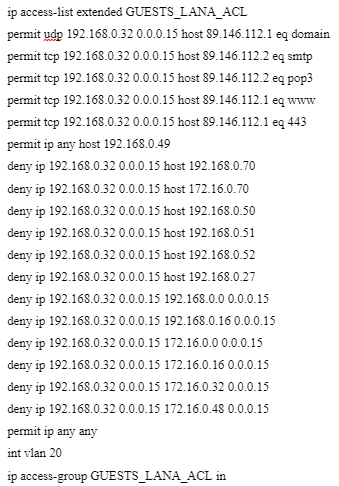 ip access-list extended GUESTS_LANA_ACL
permit udp 192.168.0.32 0.0.0.15 host 89.146.112.1 eq domain
permit tcp 192.168.0.32 0.0.0.15 host 89.146.112.2 eq smtp
permit tcp 192.168.0.32 0.0.0.15 host 89.146.112.2 eq pop3
permit tcp 192.168.0.32 0.0.0.15 host 89.146.112.1 eq www
permit tcp 192.168.0.32 0.0.0.15 host 89.146.112.1 eq 443
permit ip any host 192.168.0.49
deny ip 192.168.0.32 0.0.0.15 host 192.168.0.70
deny ip 192.168.0.32 0.0.0.15 host 172.16.0.70
deny ip 192.168.0.32 0.0.0.15 host 192.168.0.50
deny ip 192.168.0.32 0.0.0.15 host 192.168.0.51
deny ip 192.168.0.32 0.0.0.15 host 192.168.0.52
deny ip 192.168.0.32 0.0.0.15 host 192.168.0.27
deny ip 192.168.0.32 0.0.0.15 192.168.0.0 0.0.0.15
deny ip 192.168.0.32 0.0.0.15 192.168.0.16 0.0.0.15
deny ip 192.168.0.32 0.0.0.15 172.16.0.0 0.0.0.15
deny ip 192.168.0.32 0.0.0.15 172.16.0.16 0.0.0.15
deny ip 192.168.0.32 0.0.0.15 172.16.0.32 0.0.0.15
deny ip 192.168.0.32 0.0.0.15 172.16.0.48 0.0.0.15
permit ip any any
int vlan 20
ip access-group GUESTS_LANA_ACL in